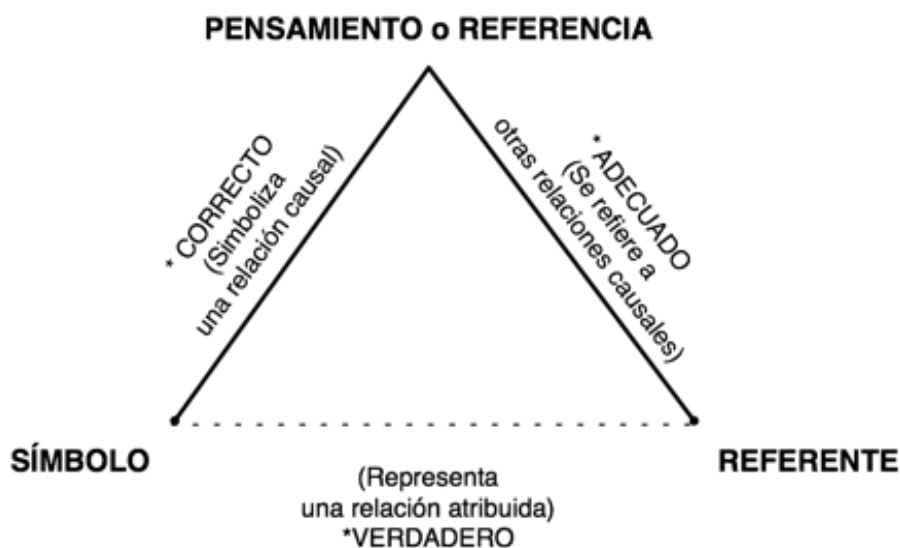 PENSAMIENTO o REFERENCIA
* CORRECTO
(Simboliza
una relación causal)
* ADECUADO
(Se refiere a
otras relaciones causales)
SÍMBOLO
REFERENTE
(Representa
una relación atribuida)
*VERDADERO